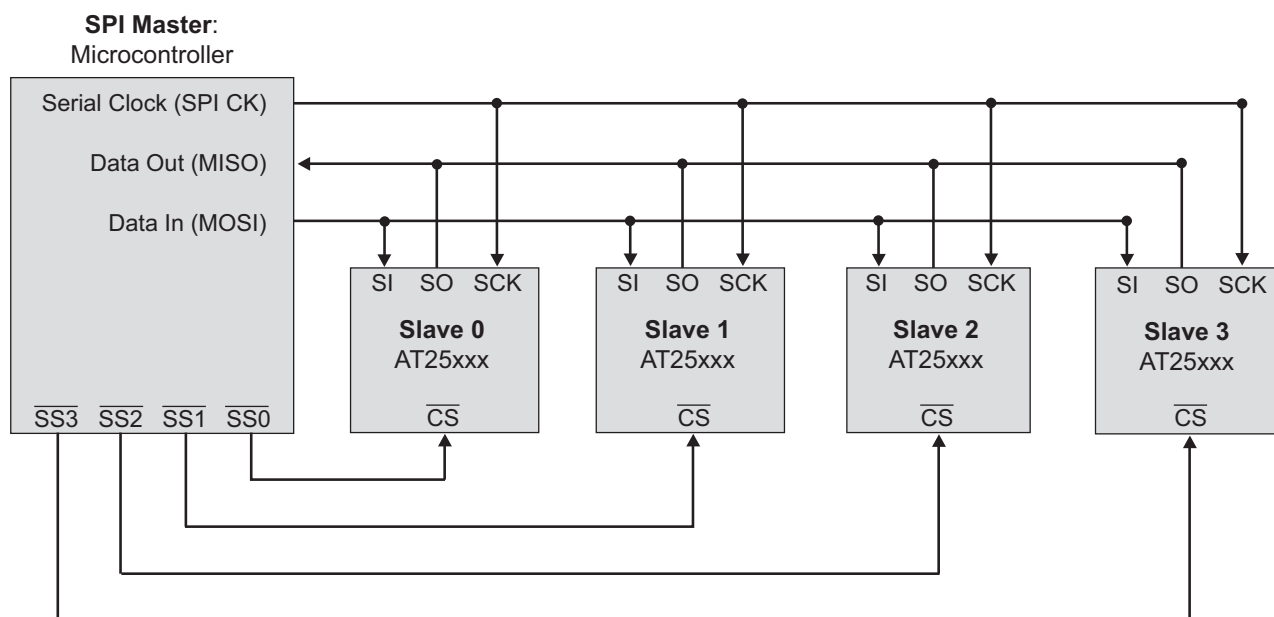 SPI Master:
Microcontroller
Serial Clock (SPI CK)
Data Out (MISO)
Data In (MOSI)
SS3 SS2 SS1 SS0
SI SO SCK
Slave 0
AT25xxx
CS
SI SO SCK
Slave 1
AT25xxx
CS
SI SO SCK
Slave 2
AT25xxx
CS
SI SO SCK
Slave 3
AT25xxx
CS